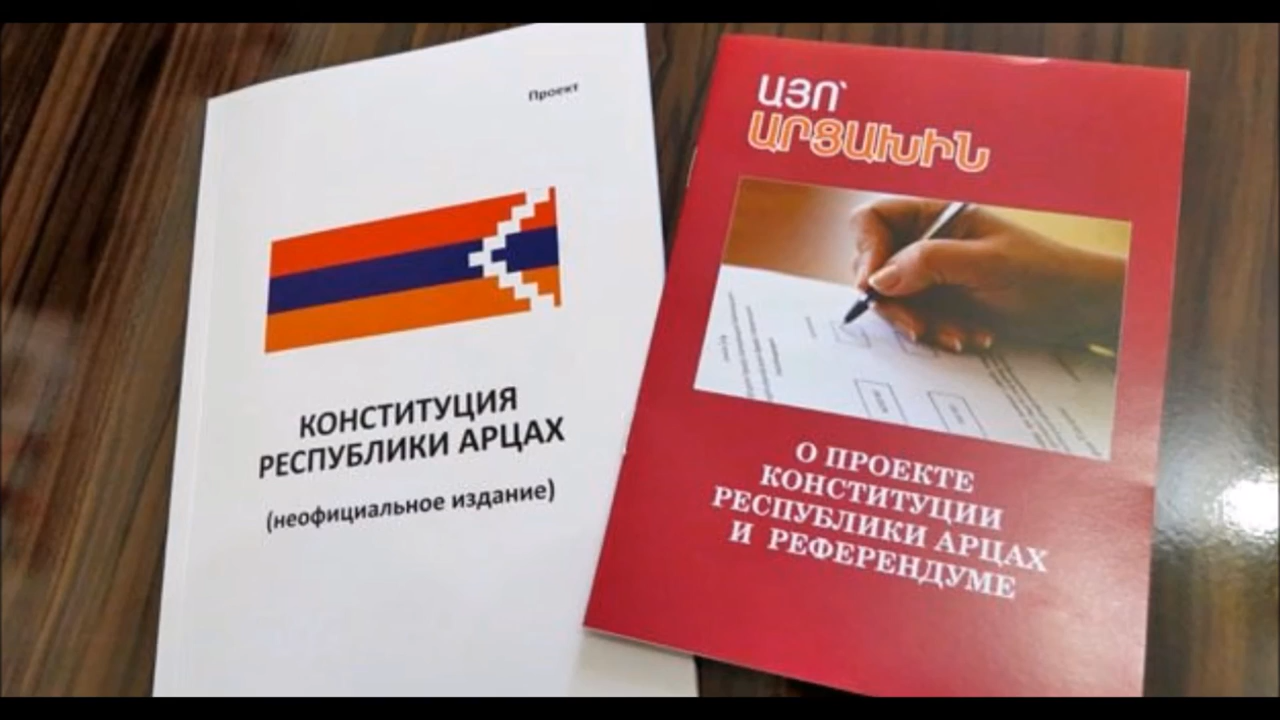 Проект
КОНСТИТУЦИЯ
РЕСПУБЛИКИ АРЦАХ
(неофициальное издание)
ԱՅՈ՝
ԱՐՑԱԽԻՆ
О ПРОЕКТЕ
КОНСТИТУЦИИ
РЕСПУБЛИКИ АРЦАХ
И РЕФЕРЕНДУМЕ